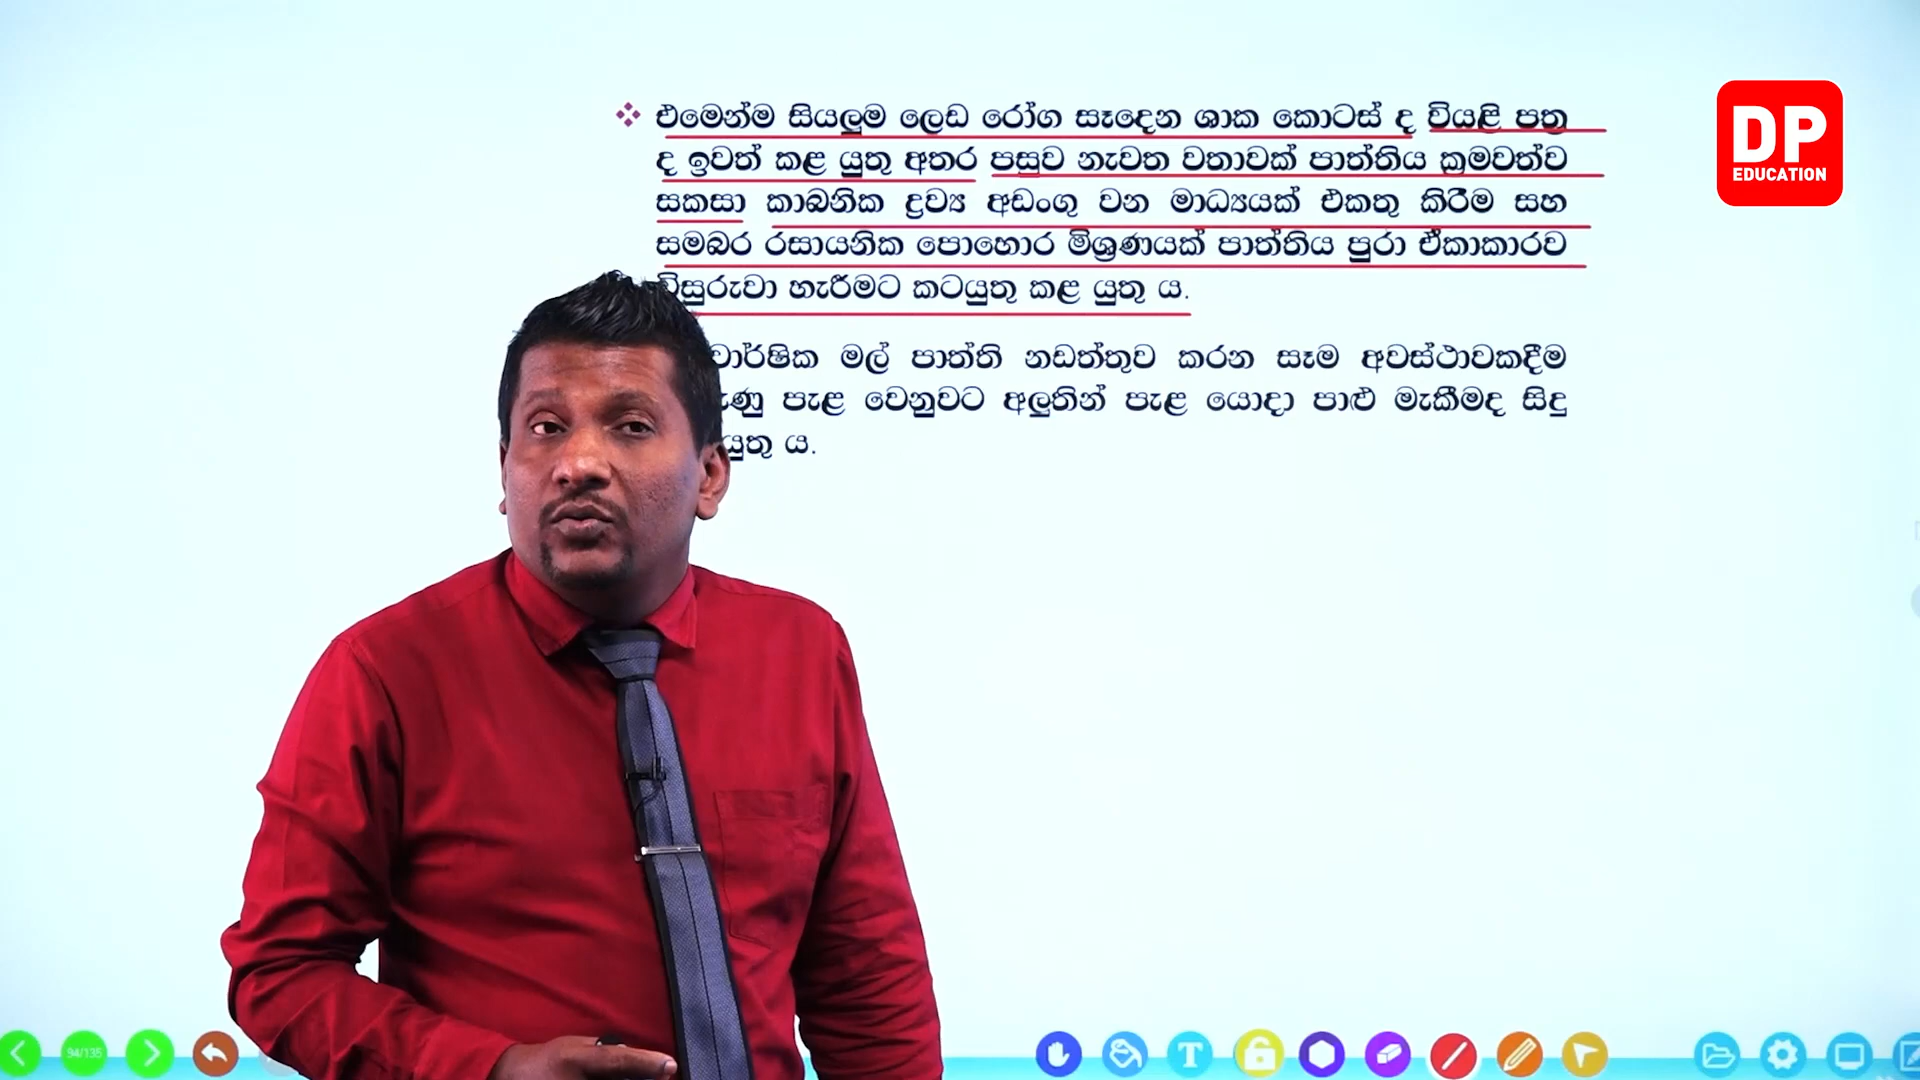 එමෙන්ම සියලුම ලෙඩ රෝග සෑදෙන ශාක කොටස් ද වියළි පත්‍ර
ද ඉවත් කළ යුතු අතර පසුව නැවත වතාවක් පාත්තිය ක්‍රමවත්ව
සකසා කාබනික ද්‍රව්‍ය අඩංගු වන මාධ්‍යයක් එකතු කිරීම සහ
සමබර රසායනික පොහොර මිශ්‍රණයක් පාත්තිය පුරා ඒකාකාරව
විසුරුවා හැරීමට කටයුතු කළ යුතු ය.
වාර්ෂික මල් පාත්ති නඩත්තුව කරන සෑම අවස්ථාවකදීම
පැළ වෙනුවට අලුතින් පැළ යොදා පාළු මැකීමද සිදු
යුතු ය.
DP
EDUCATION
94/135